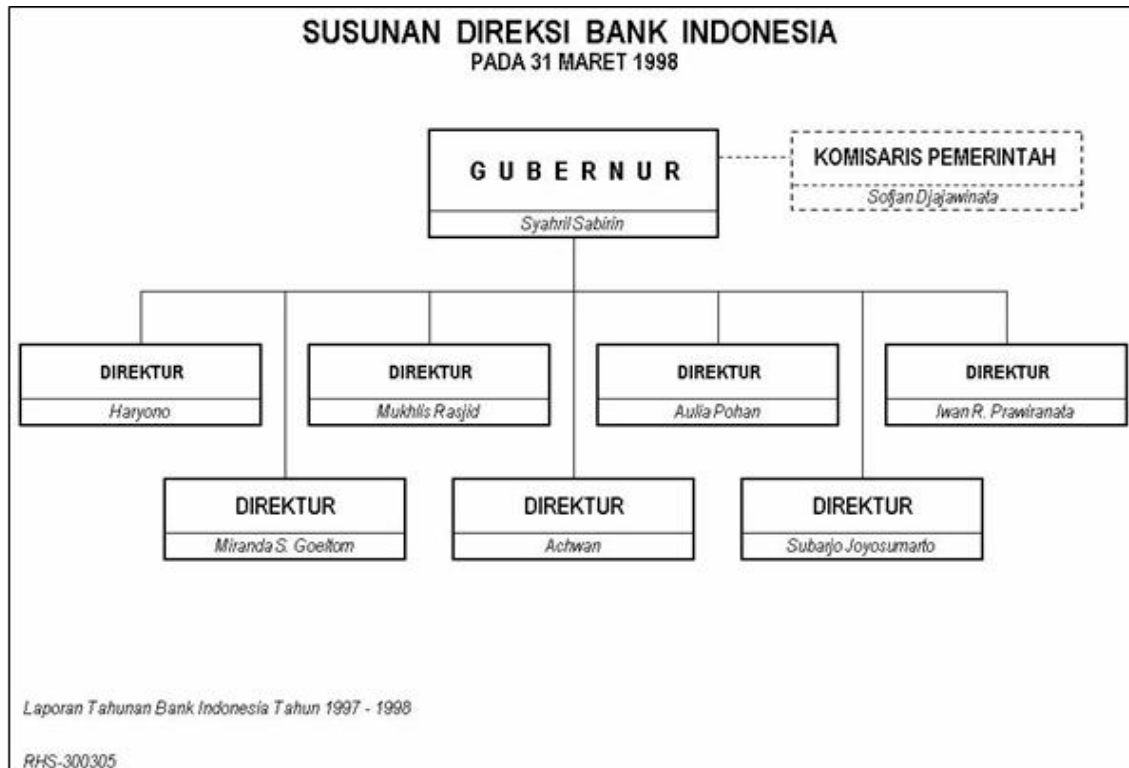 SUSUNAN DIREKSI BANK INDONESIA
PADA 31 MARET 1998
GUBERNUR
Syahril Sabirin
KOMISARIS PEMERINTAH
Sofjan Djajawinata
DIREKTUR
Haryono
DIREKTUR
Mukhlis Rasjid
DIREKTUR
Aulia Pohan
DIREKTUR
Iwan R. Prawiranata
DIREKTUR
Miranda S. Goeltom
DIREKTUR
Achwan
DIREKTUR
Subarjo Joyosumarto
Laporan Tahunan Bank Indonesia Tahun 1997 - 1998
RHS-300305